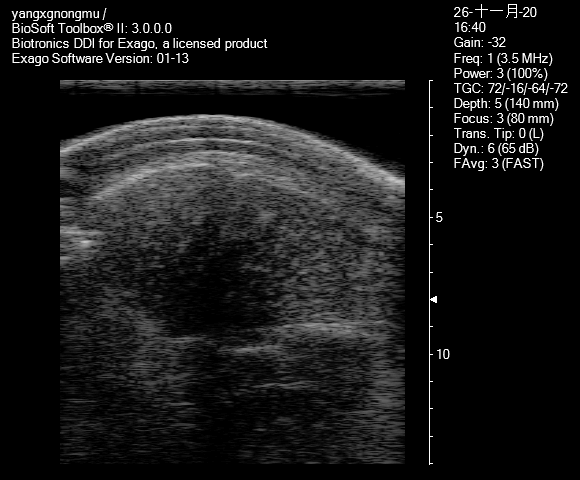 yangxgnongmu /
BioSoft Toolbox® II: 3.0.0.0
Biotronics DDI for Exago, a licensed product
Exago Software Version: 01-13
26-十一月-20
16:40
Gain: -32
Freq: 1 (3.5 MHz)
Power: 3 (100%)
TGC: 72/-16/-64/-72
Depth: 5 (140 mm)
Focus: 3 (80 mm)
Trans. Tip: 0 (L)
Dyn.: 6 (65 dB)
FAvg: 3 (FAST)
5
10